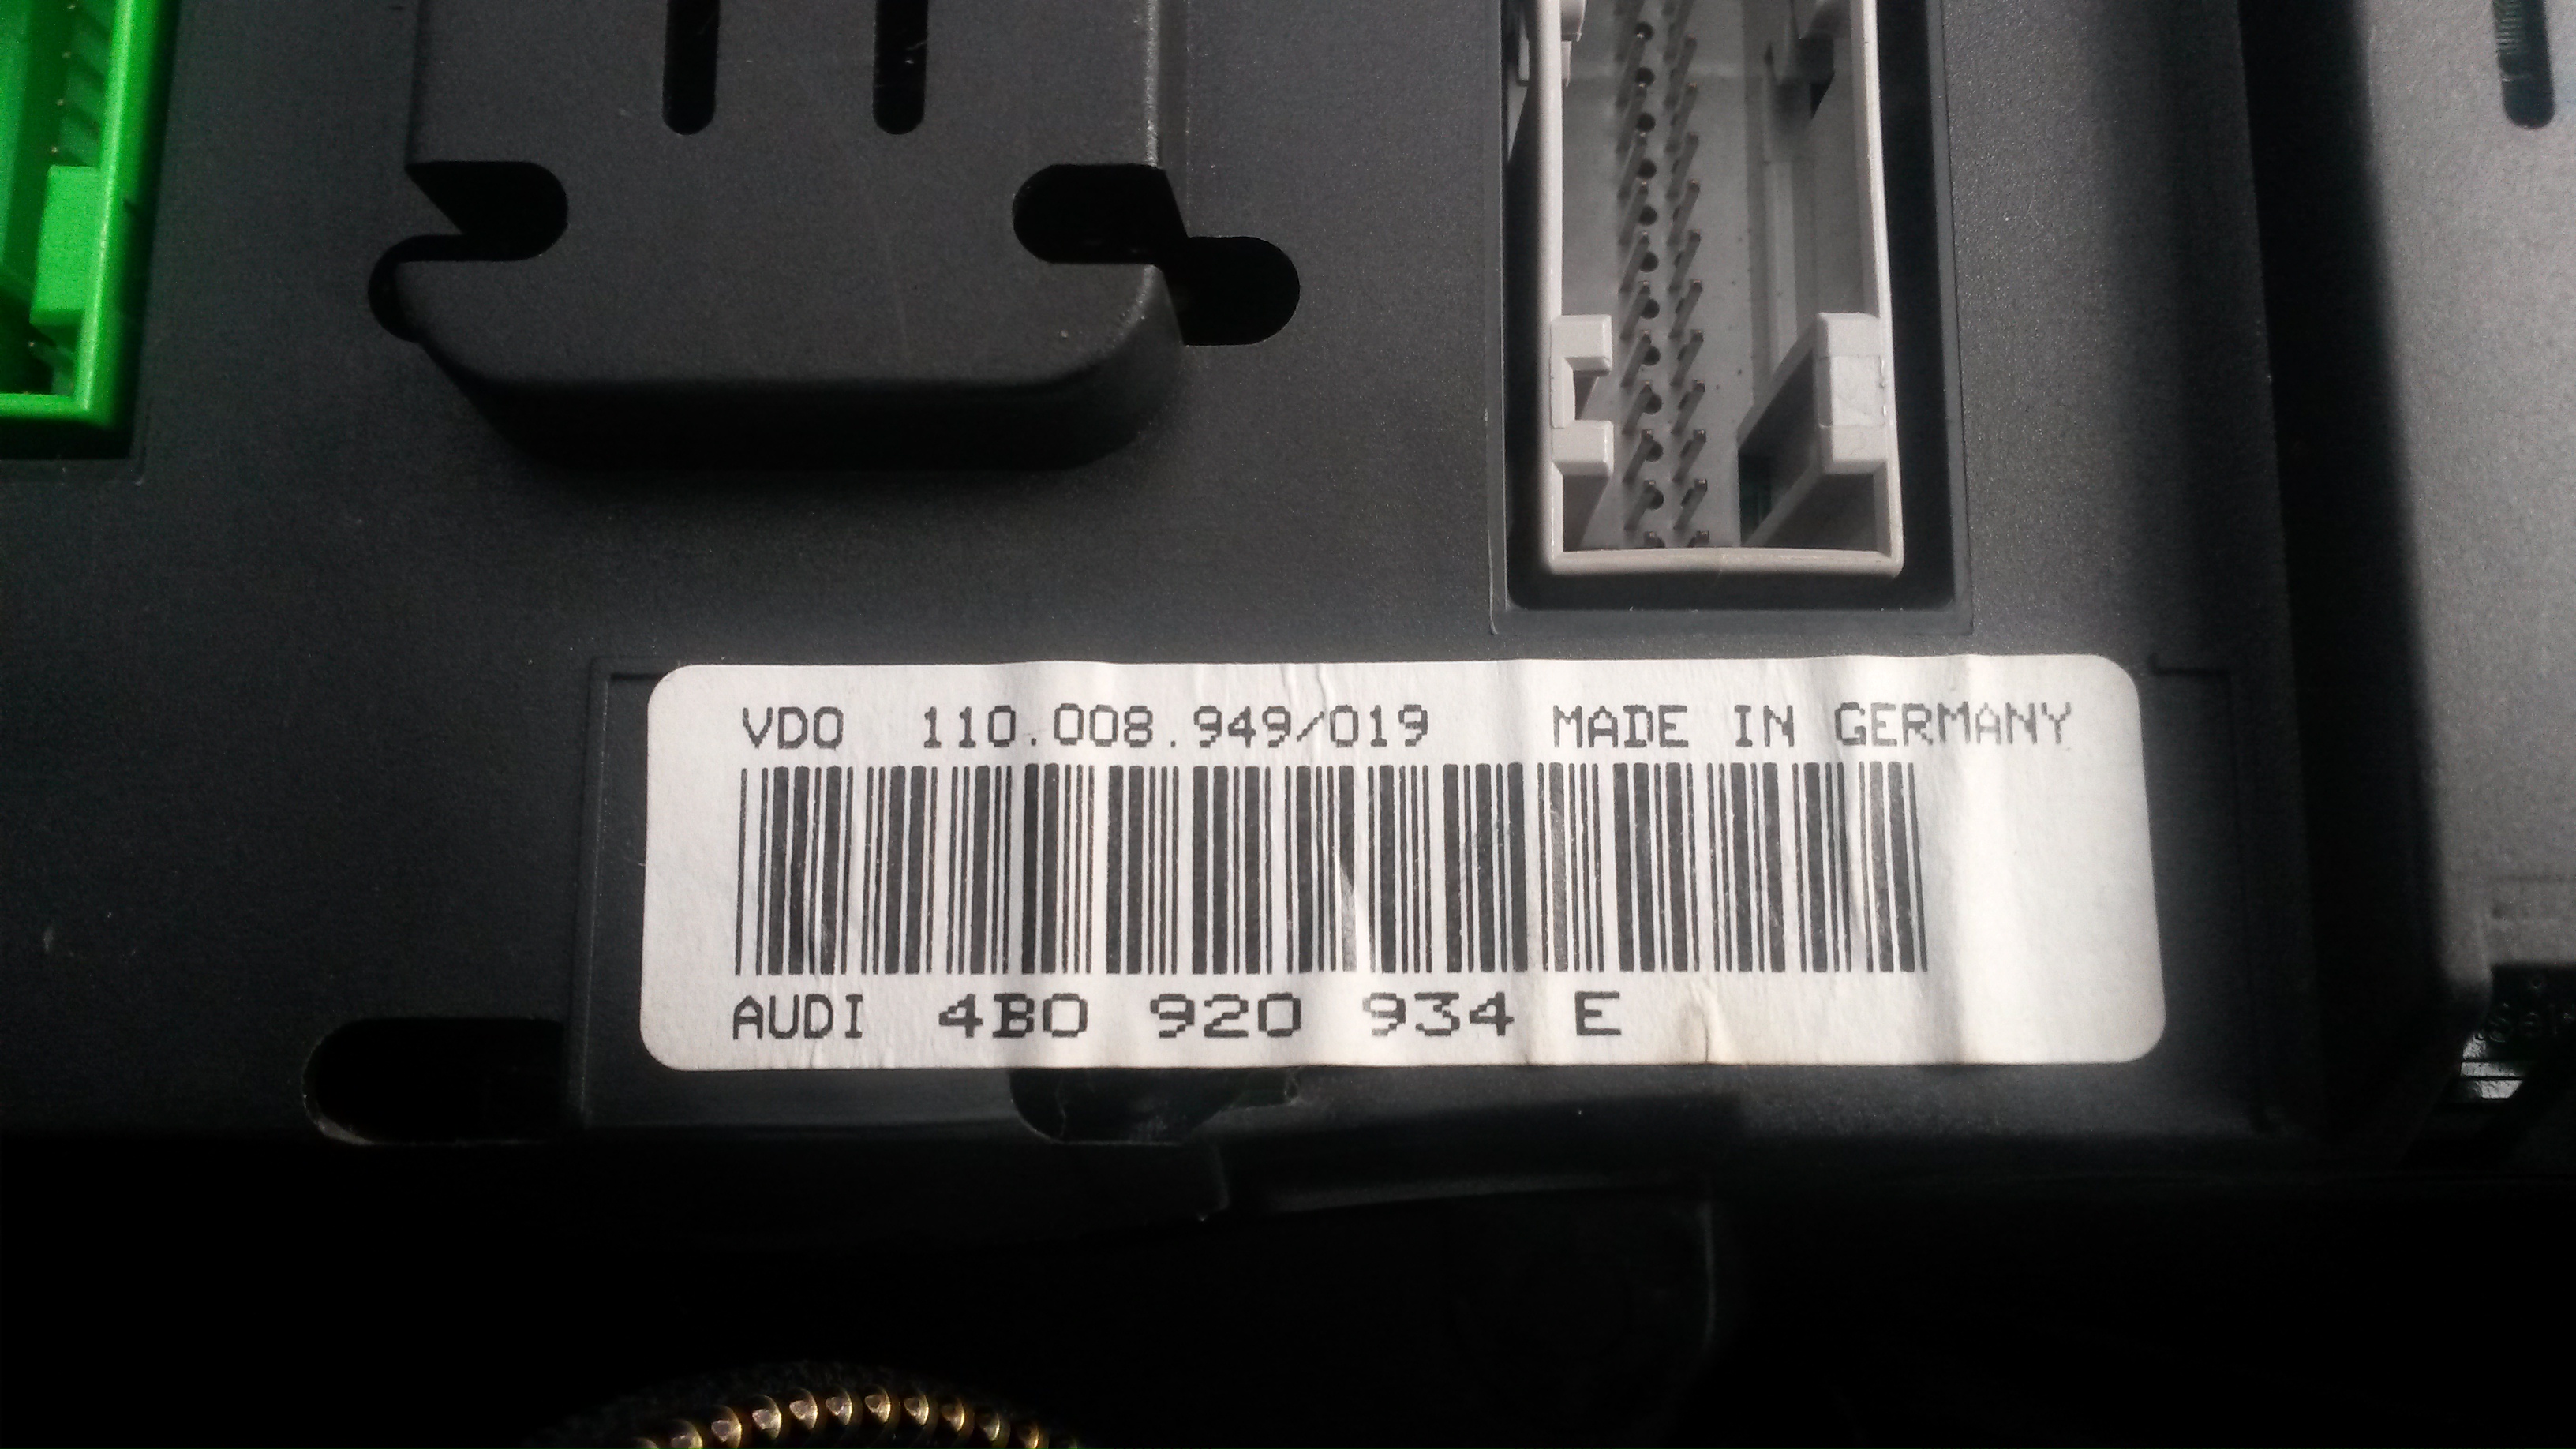 VDO 110.008.949/019 MADE IN GERMANY
AUDI 4B0 920 934 E